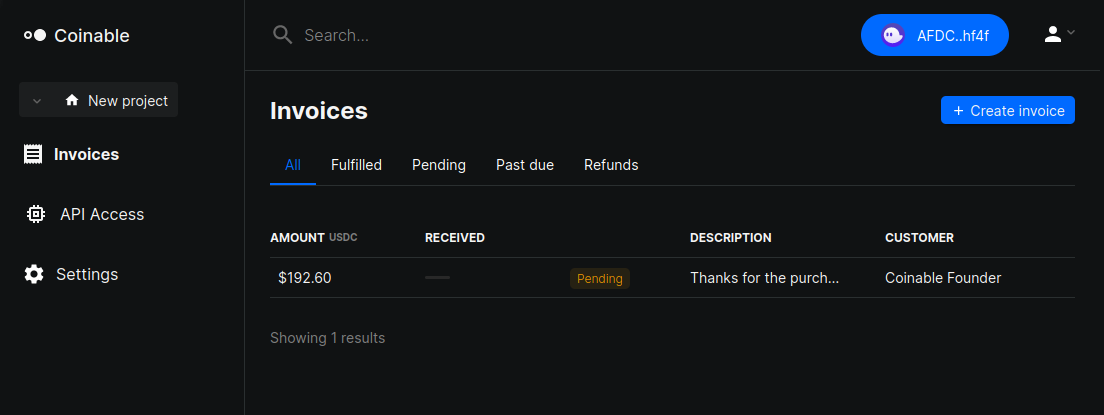 Coinable
Search...
AFDC..hf4f
New project
Invoices
API Access
Settings
Invoices
+ Create invoice
All Fulfilled Pending Past due Refunds
AMOUNT USDC RECEIVED DESCRIPTION CUSTOMER
$192.60 Pending Thanks for the purch... Coinable Founder
Showing 1 results